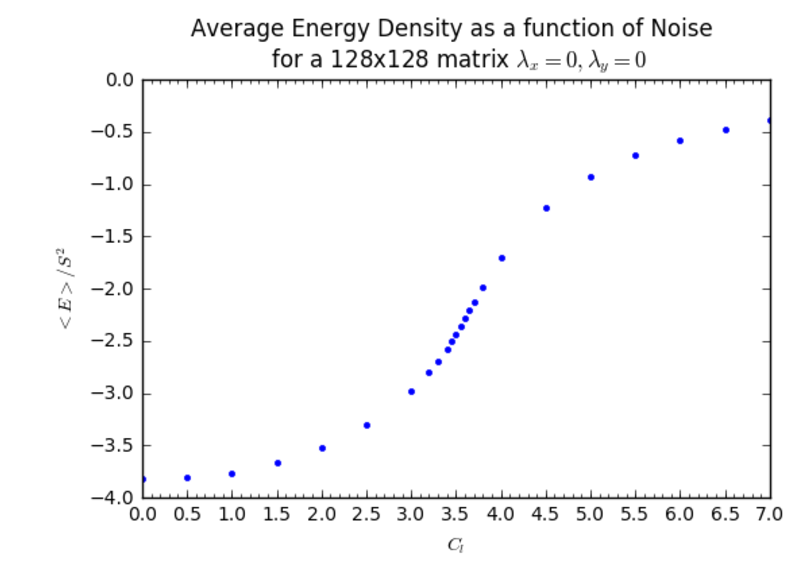 Average Energy Density as a function of Noise
for a 128x128 matrix λₓ = 0, λᵧ = 0
0.0
−0.5
−1.0
−1.5
−2.0
−2.5
−3.0
−3.5
−4.0
< E > / S²
0.0 0.5 1.0 1.5 2.0 2.5 3.0 3.5 4.0 4.5 5.0 5.5 6.0 6.5 7.0
Cₗ